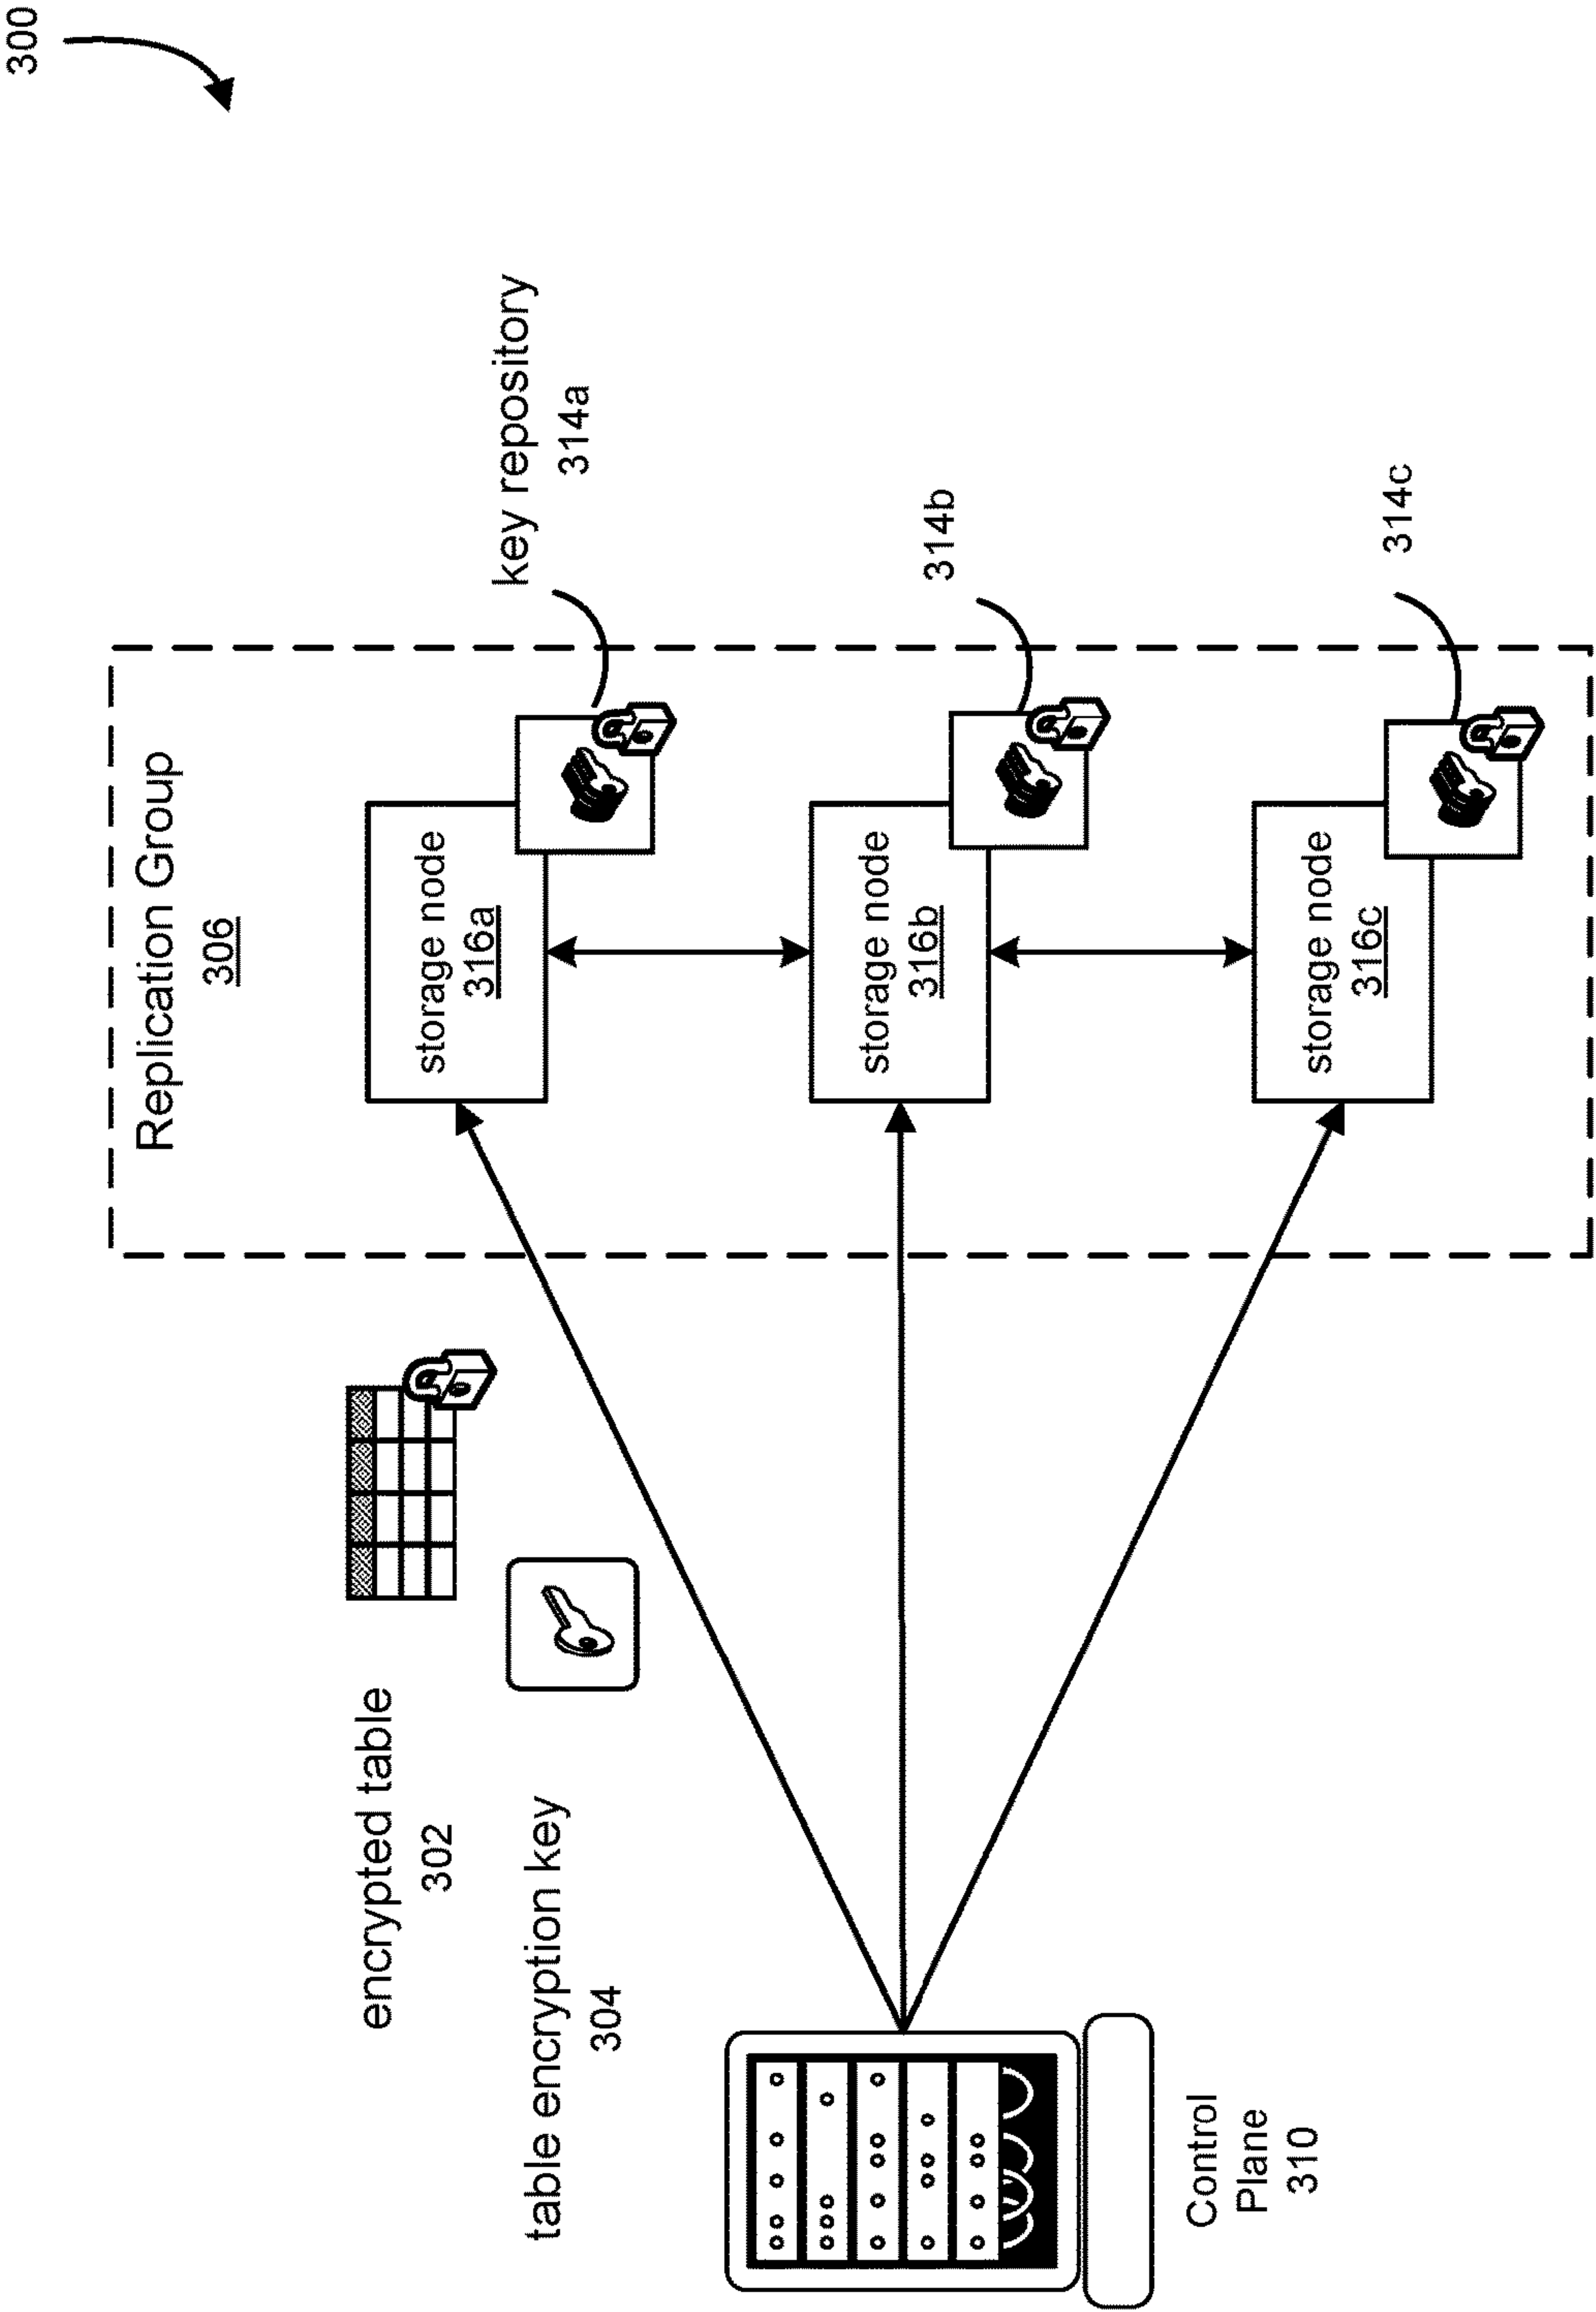 300
Replication Group
306
key repository
314a
storage node
316a
314b
storage node
316b
314c
storage node
316c
encrypted table
302
table encryption key
304
Control
Plane
310